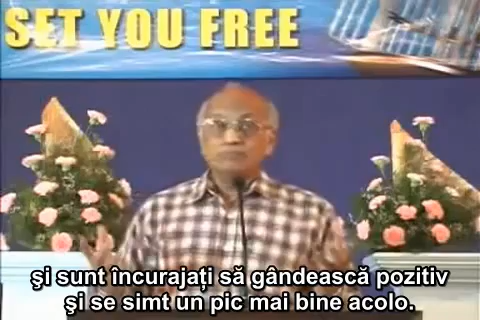 SET YOU FREE
şi sunt încurajaţi să gândească pozitiv
şi se simt un pic mai bine acolo.